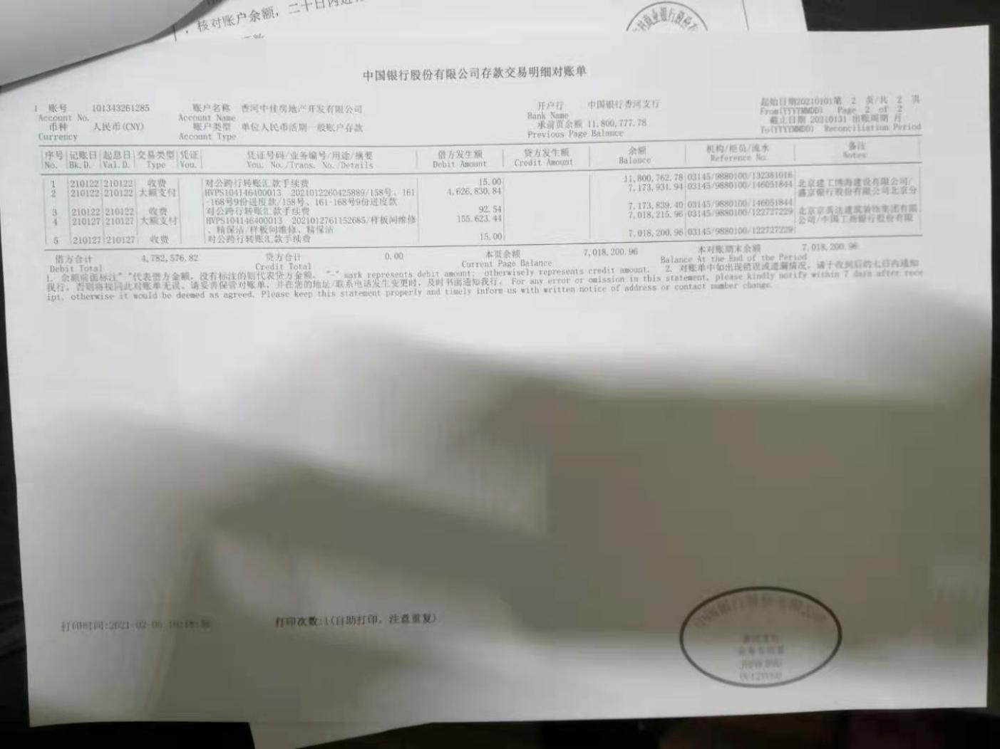 核对账户余额，二十日内
中国银行股份有限公司存款交易明细对账单
1 账号 101343261285 账户名称 香河中佳房地产开发有限公司 开户行 中国银行香河支行 起始日期20210101第 2 页/共 2 页
Account No. Account Name Bank Name From(YYYYMMDD) Page 2 of 2
币种 人民币(CNY) 账户类型 单位人民币活期一般账户存款 承前页余额 11,800,777.78 截止日期 20210131 出账周期 月
Currency Account Type Previous Page Balance To(YYYYMMDD) Reconciliation Period
序号 记账日 起息日 交易类型 凭证 凭证号码/业务编号/用途/摘要 借方发生额 贷方发生额 余额 机构/柜员/流水 备注
No. Bk.D. Val.D. Type Vou. Vou. No./Trans. No./Details Debit Amount Credit Amount Balance Reference No. Notes
1 210122 210122 收费 对公跨行转账汇款手续费 15.00 11,800,762.78 03145/9880100/132381016
2 210122 210122 大额支付 HVPS104146400013 2021012260425889/158号、161 4,626,830.84 7,173,931.94 03145/9880100/146051844 北京建工博海建设有限公司/
-168号9份进度款/158号、161-168号9份进度款 盛京银行股份有限公司北京分
3 210122 210122 收费 对公跨行转账汇款手续费 92.54 7,173,839.40 03145/9880100/146051844
4 210127 210127 大额支付 HVPS104146400013 2021012761152685/样板间维修 155,623.44 7,018,215.96 03145/9880100/122727229 建筑装饰集团有限
、精保洁/样板间维修、精保洁 公司/中国工商银行股份有限
5 210127 210127 收费 对公跨行转账汇款手续费 15.00 7,018,200.96 03145/9880100/122727229
借方合计 4,782,576.82 贷方合计 0.00 本页余额 7,018,200.96 本对账期末余额 7,018,200.96
Debit Total Credit Total Current Page Balance Balance At the End of the Period
1. 余额前面标注"-"代表借方金额，没有标注的则代表贷方金额。 "-" mark represents debit amount; otherwisely represents credit amount. 2. 对账单中如出现错误或遗漏情况，请于收到后的七日内通知
我行，否则将视同此对账单无误。请妥善保管对账单，并在您的地址/联系电话发生变更时，及时书面通知我行。 For any error or omission in this statement, please kindly notify within 7 days after rece
ipt, otherwise it would be deemed as agreed. Please keep this statement properly and timely inform us with written notice of address or contact number change.
打印时间:2021-02- 打印次数:1(自助打印，注意重复)
中国银行股份有限公司